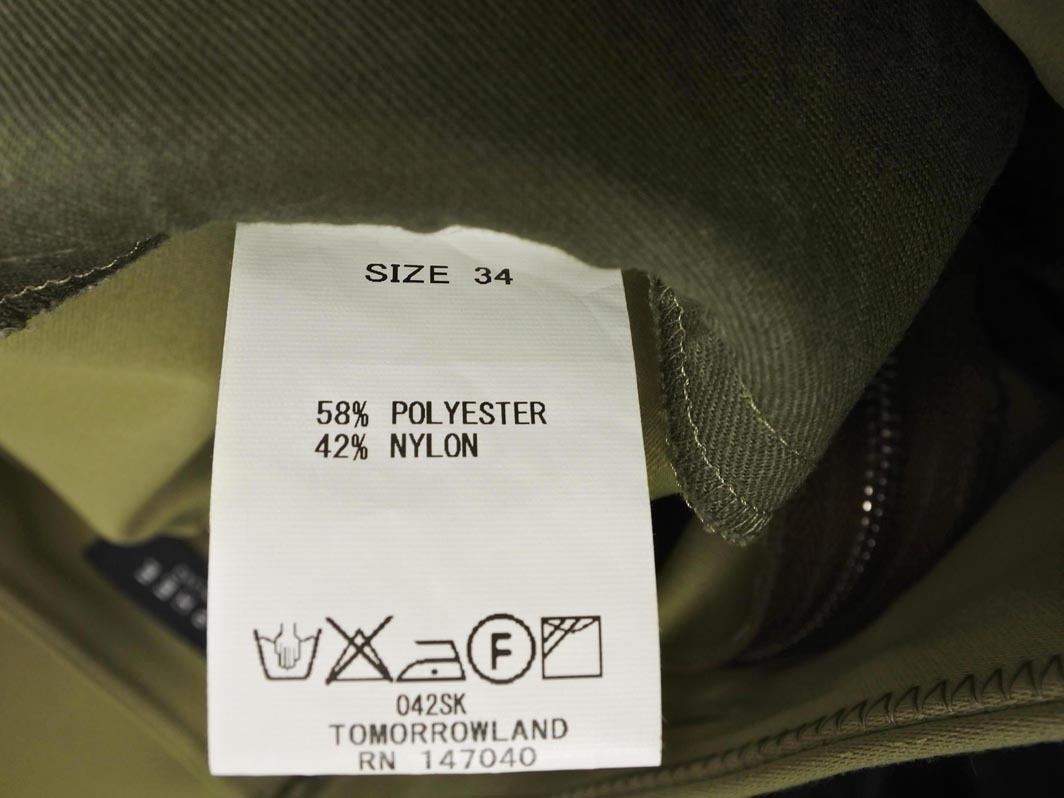 SIZE 34
58% POLYESTER
42% NYLON
F
042SK
TOMORROWLAND
RN 147040